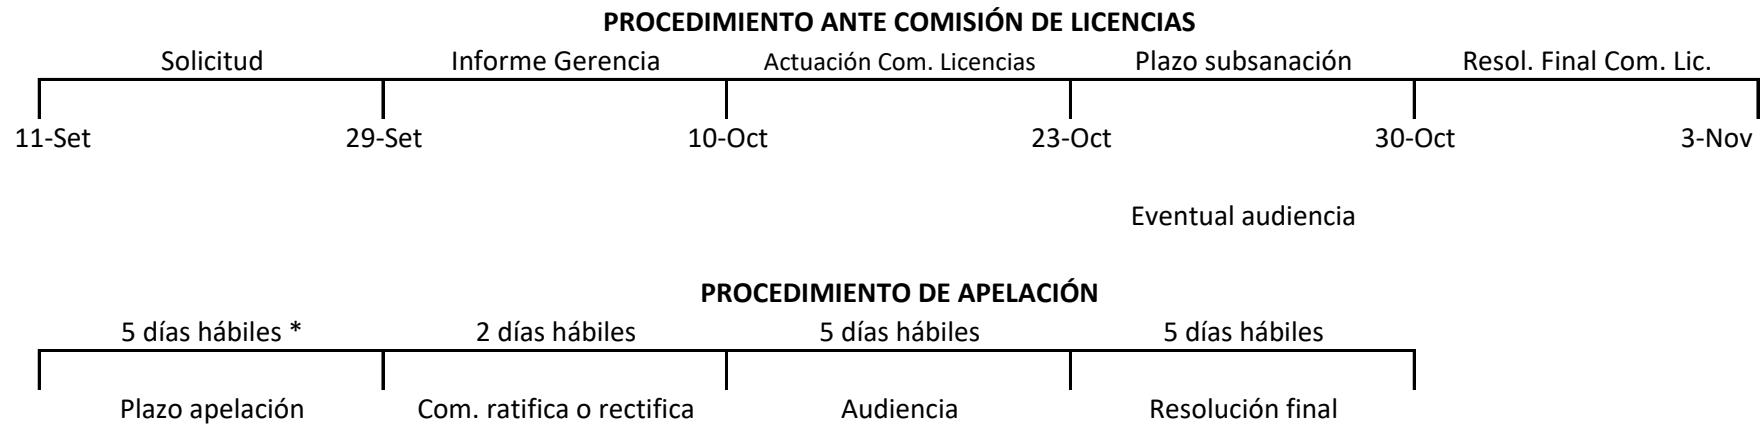 PROCEDIMIENTO ANTE COMISIÓN DE LICENCIAS
Solicitud Informe Gerencia Actuación Com. Licencias Plazo subsanación Resol. Final Com. Lic.
11-Set 29-Set 10-Oct 23-Oct 30-Oct 3-Nov
Eventual audiencia
PROCEDIMIENTO DE APELACIÓN
5 días hábiles * 2 días hábiles 5 días hábiles 5 días hábiles
Plazo apelación Com. ratifica o rectifica Audiencia Resolución final